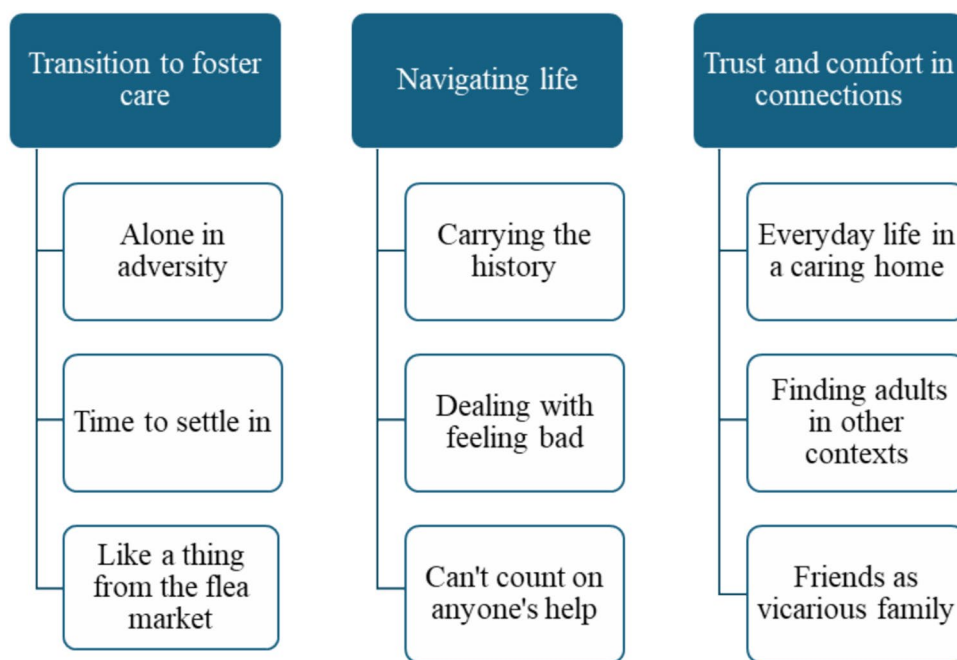 Transition to foster
care
Alone in
adversity
Time to settle in
Like a thing
from the flea
market
Navigating life
Carrying the
history
Dealing with
feeling bad
Can't count on
anyone's help
Trust and comfort in
connections
Everyday life in
a caring home
Finding adults
in other
contexts
Friends as
vicarious family